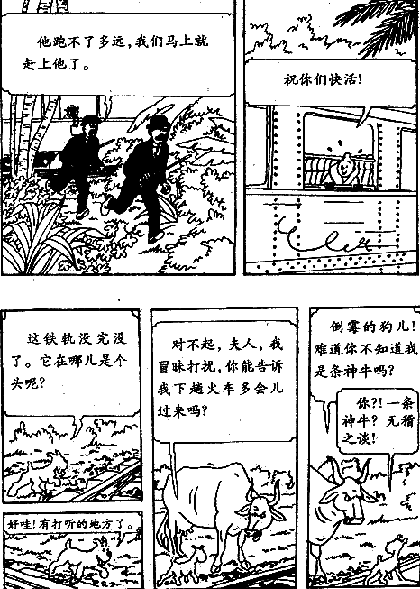 他跑不了多远，我们马上就
赶上他了。
祝你们快活！
这铁轨没完没
了。它在哪儿是个
头呢？
好哇！有打听的地方了。
对不起，夫人，我
冒昧打扰，你能告诉
我下趟火车多会儿
过来吗？
倒霉的狗儿！
难道你不知道我
是条神牛吗？
你？！一条
神牛？无稽
之谈！